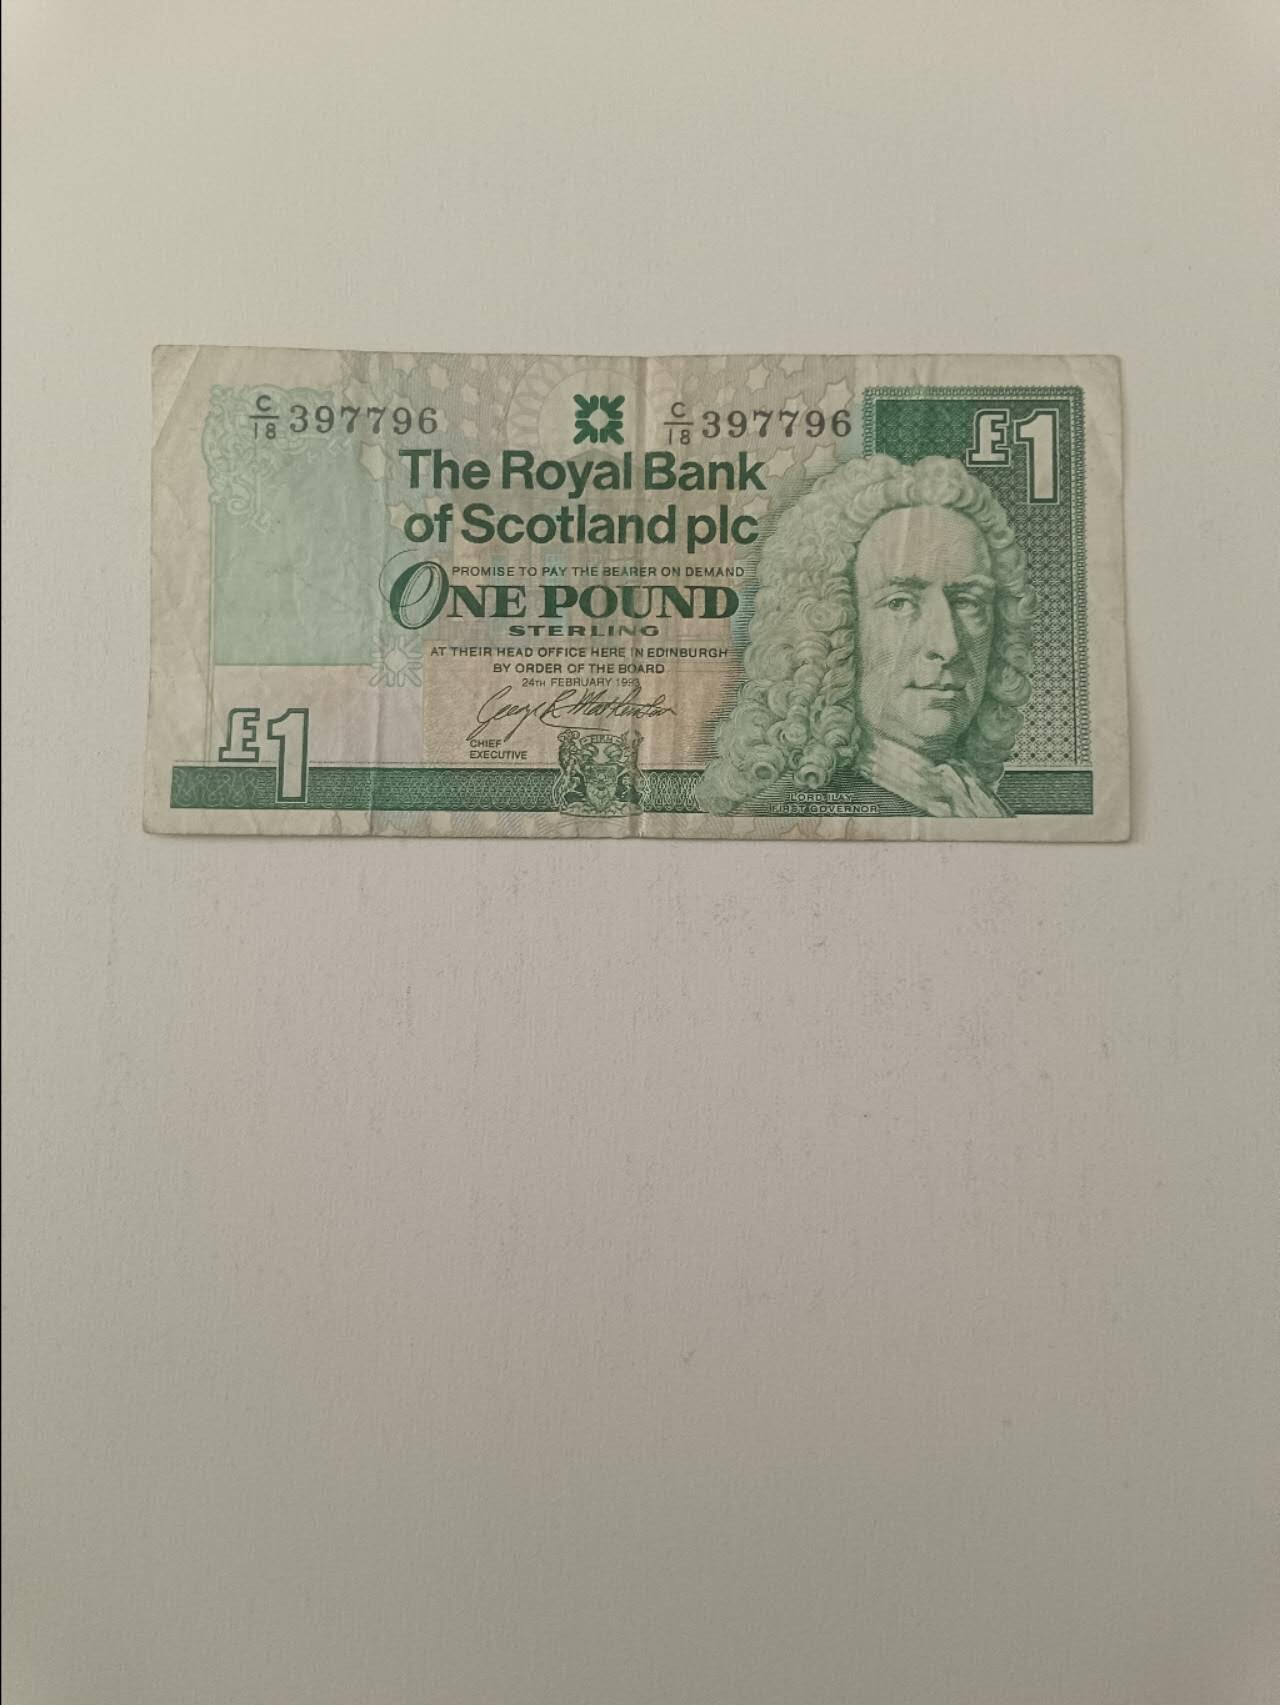 C/18 397796
C/18 397796
£1
The Royal Bank
of Scotland plc
PROMISE TO PAY THE BEARER ON DEMAND
ONE POUND
STERLING
AT THEIR HEAD OFFICE HERE IN EDINBURGH
BY ORDER OF THE BOARD
24TH FEBRUARY 1993
CHIEF
EXECUTIVE
£1
LORD ILAY
FIRST GOVERNOR